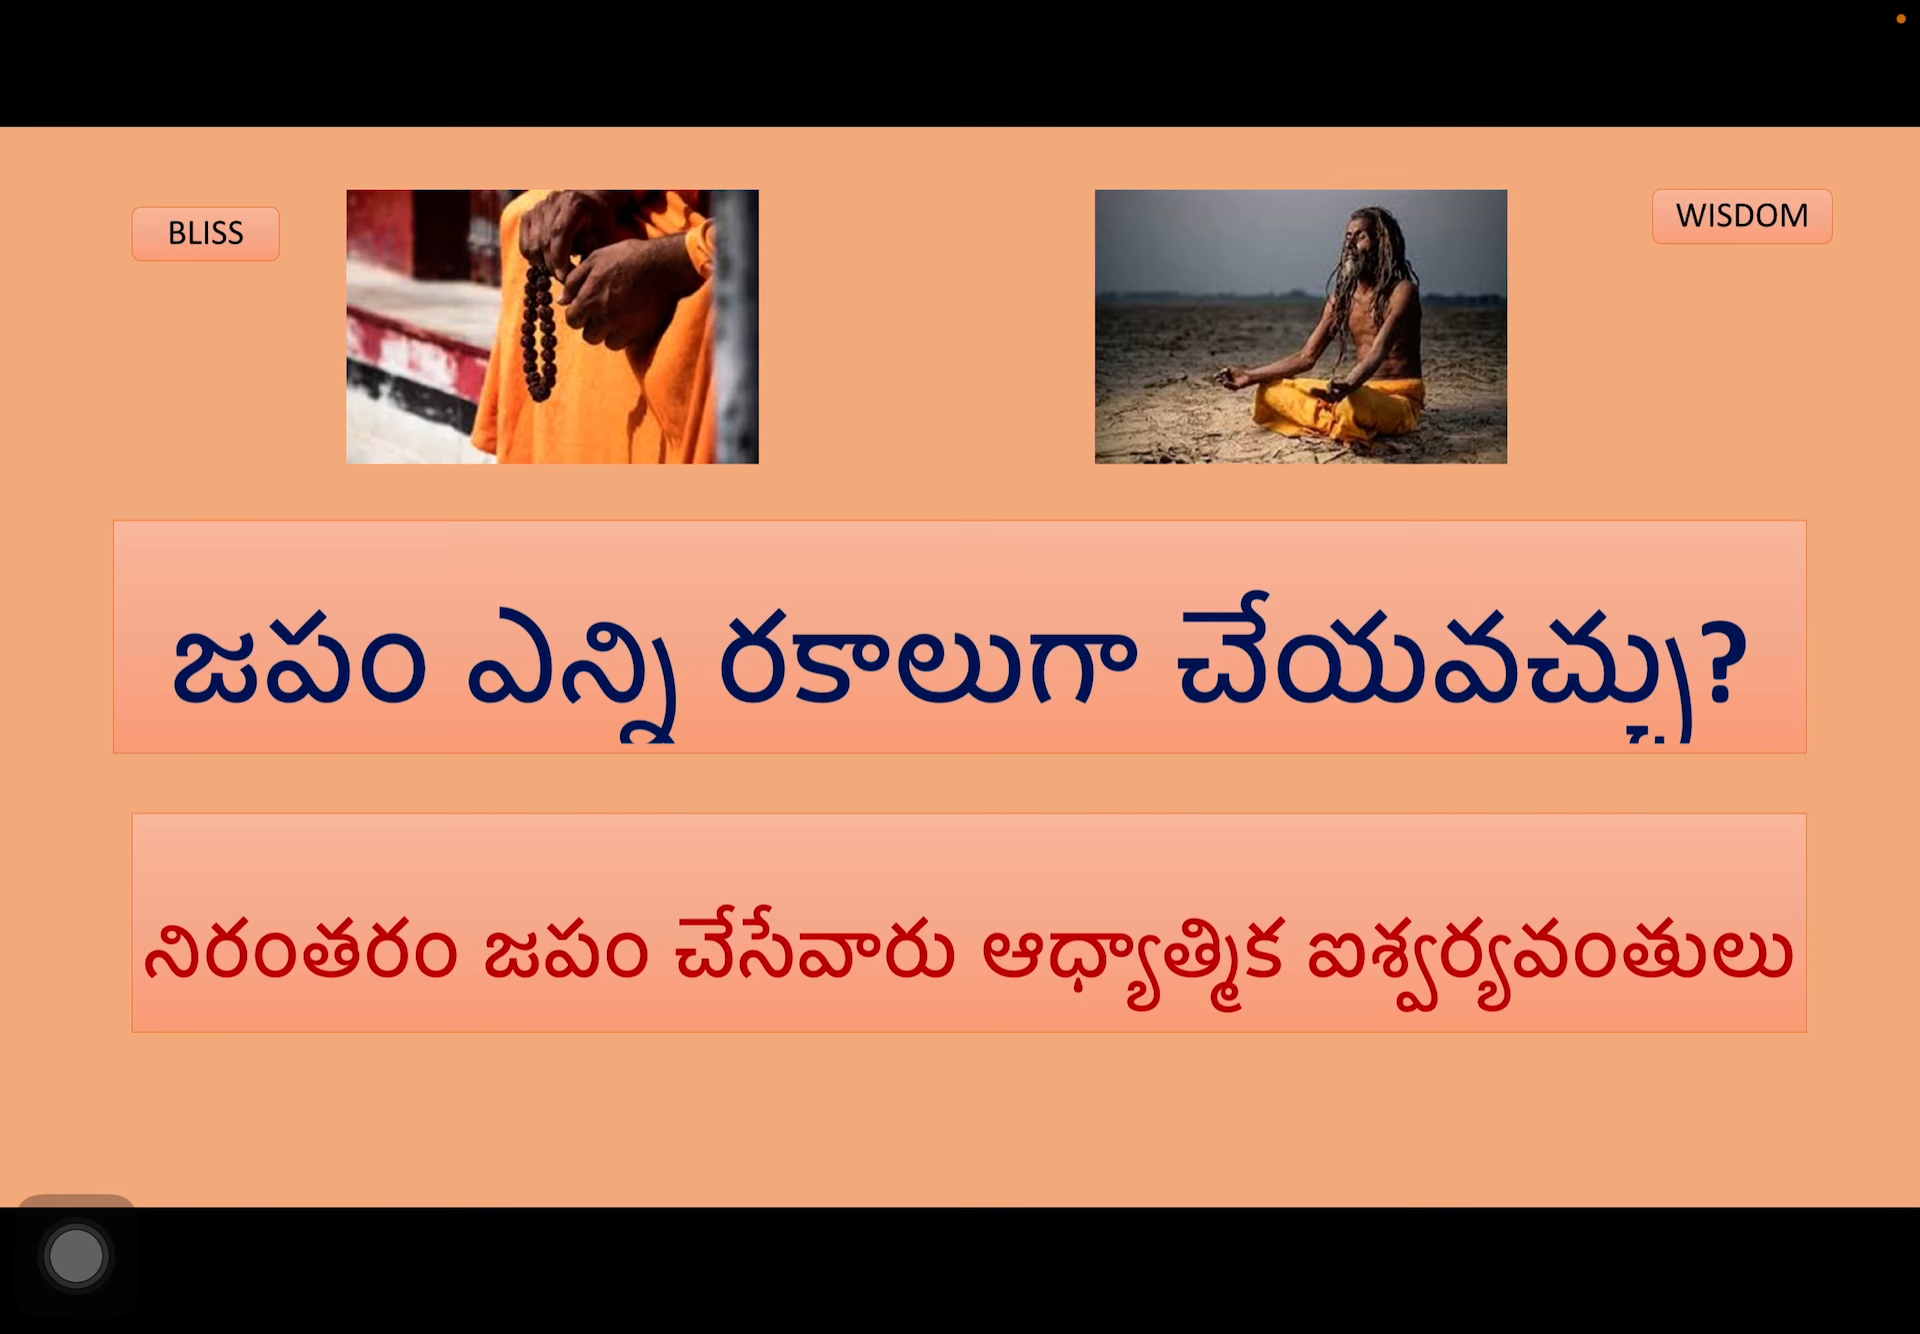 BLISS
WISDOM
జపం ఎన్ని రకాలుగా చేయవచ్చు?
నిరంతరం జపం చేసేవారు ఆధ్యాత్మిక ఐశ్వర్యవంతులు